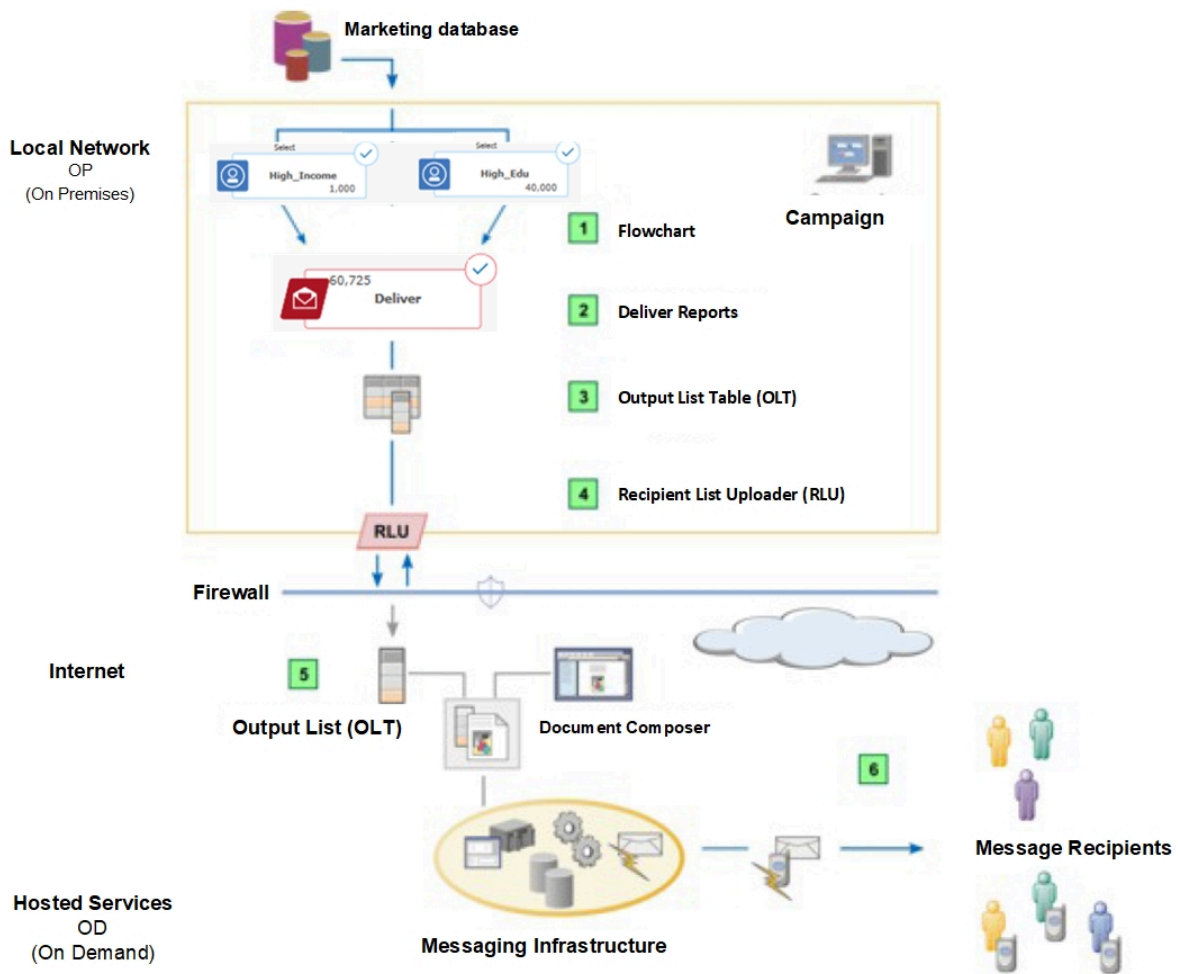 Marketing database
Local Network
OP
(On Premises)
Select
High_Income
1,000
Select
High_Edu
40,000
Campaign
1 Flowchart
60,725
Deliver
2 Deliver Reports
3 Output List Table (OLT)
4 Recipient List Uploader (RLU)
RLU
Firewall
Internet
5
Output List (OLT)
Document Composer
6
Message Recipients
Hosted Services
OD
(On Demand)
Messaging Infrastructure